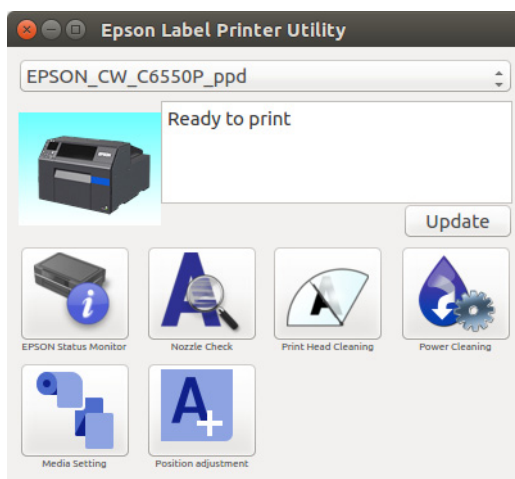 Epson Label Printer Utility
EPSON_CW_C6550P_ppd
Ready to print
Update
EPSON Status Monitor
Nozzle Check
Print Head Cleaning
Power Cleaning
Media Setting
Position adjustment